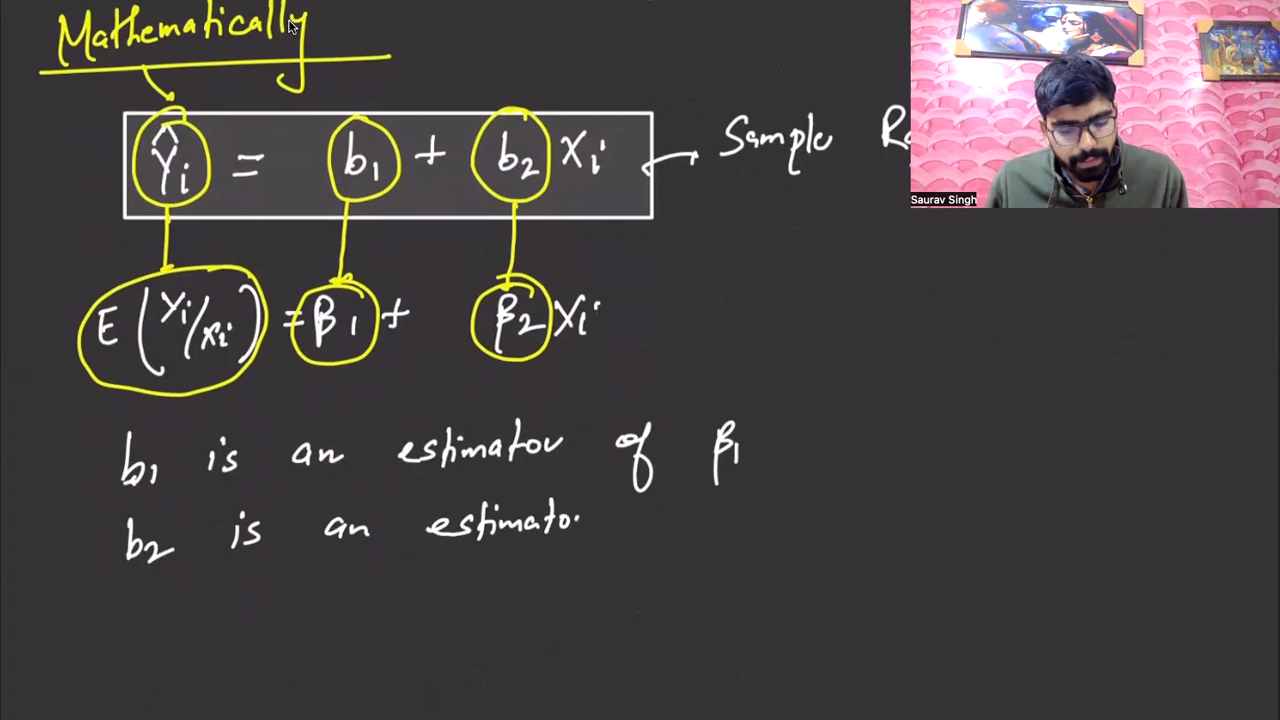 Mathematically
Ŷi = b1 + b2 Xi → Sample
Saurav Singh
E(Yi/Xi) = β1 + β2 Xi
b1 is an estimator of β1
b2 is an estimato